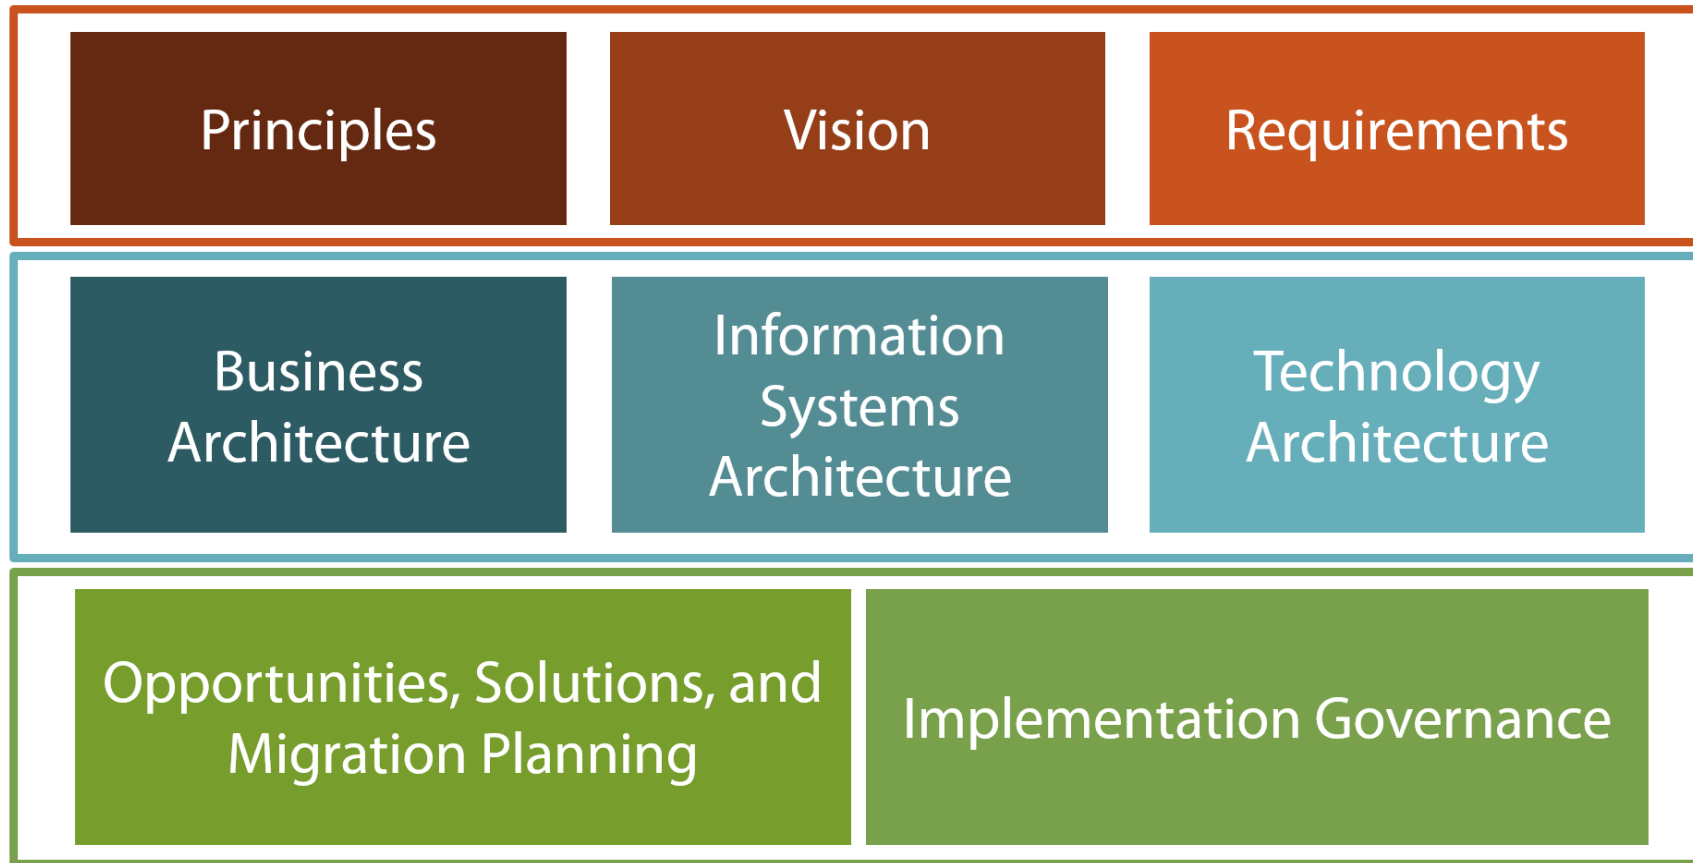 Principles
Vision
Requirements
Business
Architecture
Information
Systems
Architecture
Technology
Architecture
Opportunities, Solutions, and
Migration Planning
Implementation Governance